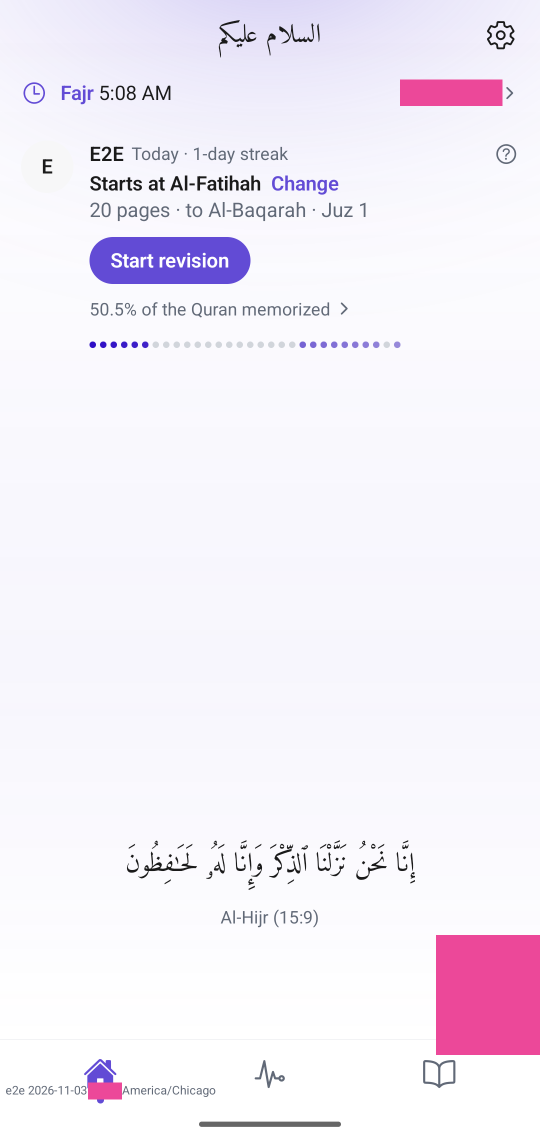 السلام عليكم
Fajr 5:08 AM
E
E2E Today · 1-day streak
Starts at Al-Fatihah Change
20 pages · to Al-Baqarah · Juz 1
Start revision
50.5% of the Quran memorized
إِنَّا نَحْنُ نَزَّلْنَا ٱلذِّكْرَ وَإِنَّا لَهُۥ لَحَـٰفِظُونَ
Al-Hijr (15:9)
e2e 2026-11-03 America/Chicago